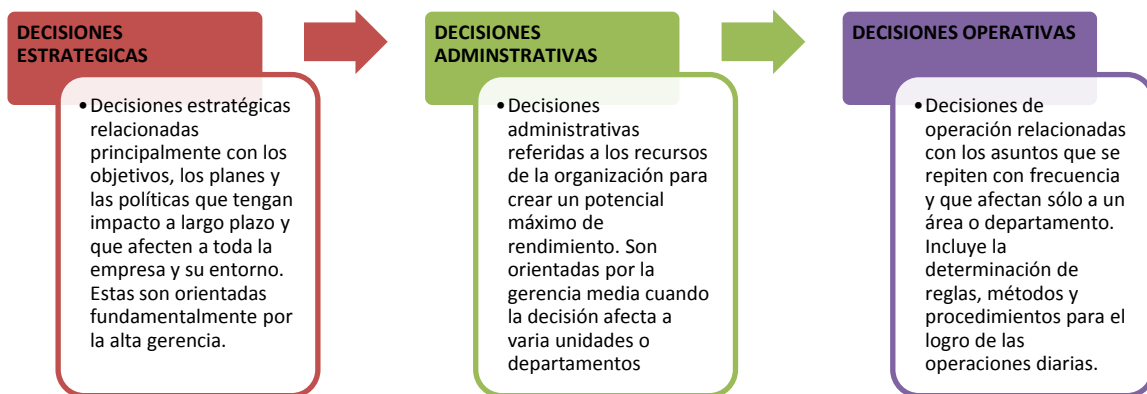 DECISIONES
ESTRATEGICAS
•Decisiones estratégicas
relacionadas
principalmente con los
objetivos, los planes y
las políticas que tengan
impacto a largo plazo y
que afecten a toda la
empresa y su entorno.
Estas son orientadas
fundamentalmente por
la alta gerencia.
DECISIONES
ADMINSTRATIVAS
•Decisiones
administrativas
referidas a los recursos
de la organización para
crear un potencial
máximo de
rendimiento. Son
orientadas por la
gerencia media cuando
la decisión afecta a
varia unidades o
departamentos
DECISIONES OPERATIVAS
•Decisiones de
operación relacionadas
con los asuntos que se
repiten con frecuencia
y que afectan sólo a un
área o departamento.
Incluye la
determinación de
reglas, métodos y
procedimientos para el
logro de las
operaciones diarias.